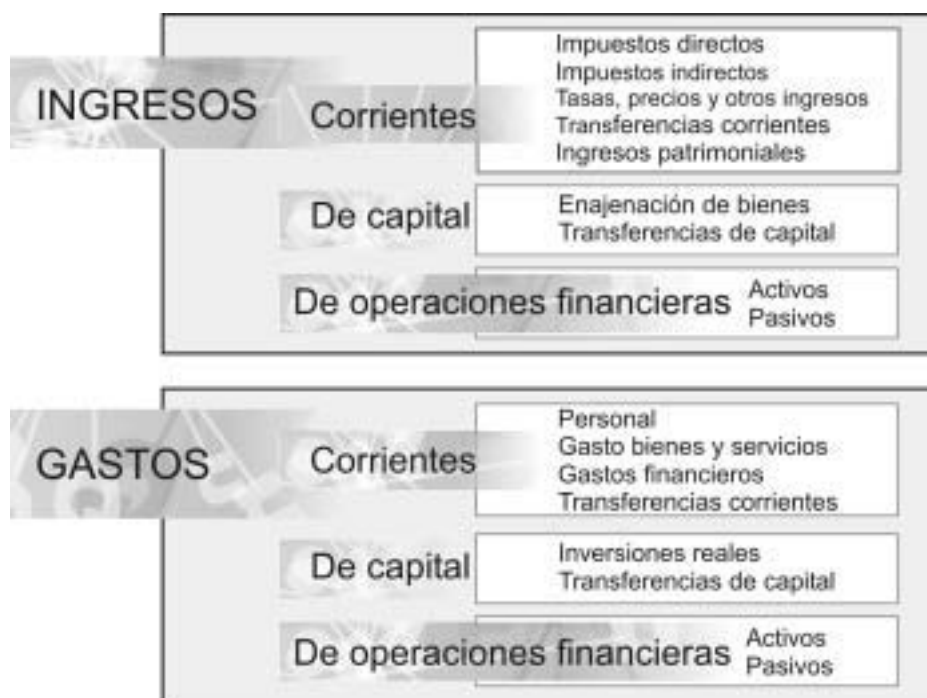 INGRESOS
Corrientes
Impuestos directos
Impuestos indirectos
Tasas, precios y otros ingresos
Transferencias corrientes
Ingresos patrimoniales
De capital
Enajenación de bienes
Transferencias de capital
De operaciones financieras
Activos
Pasivos
GASTOS
Corrientes
Personal
Gasto bienes y servicios
Gastos financieros
Transferencias corrientes
De capital
Inversiones reales
Transferencias de capital
De operaciones financieras
Activos
Pasivos